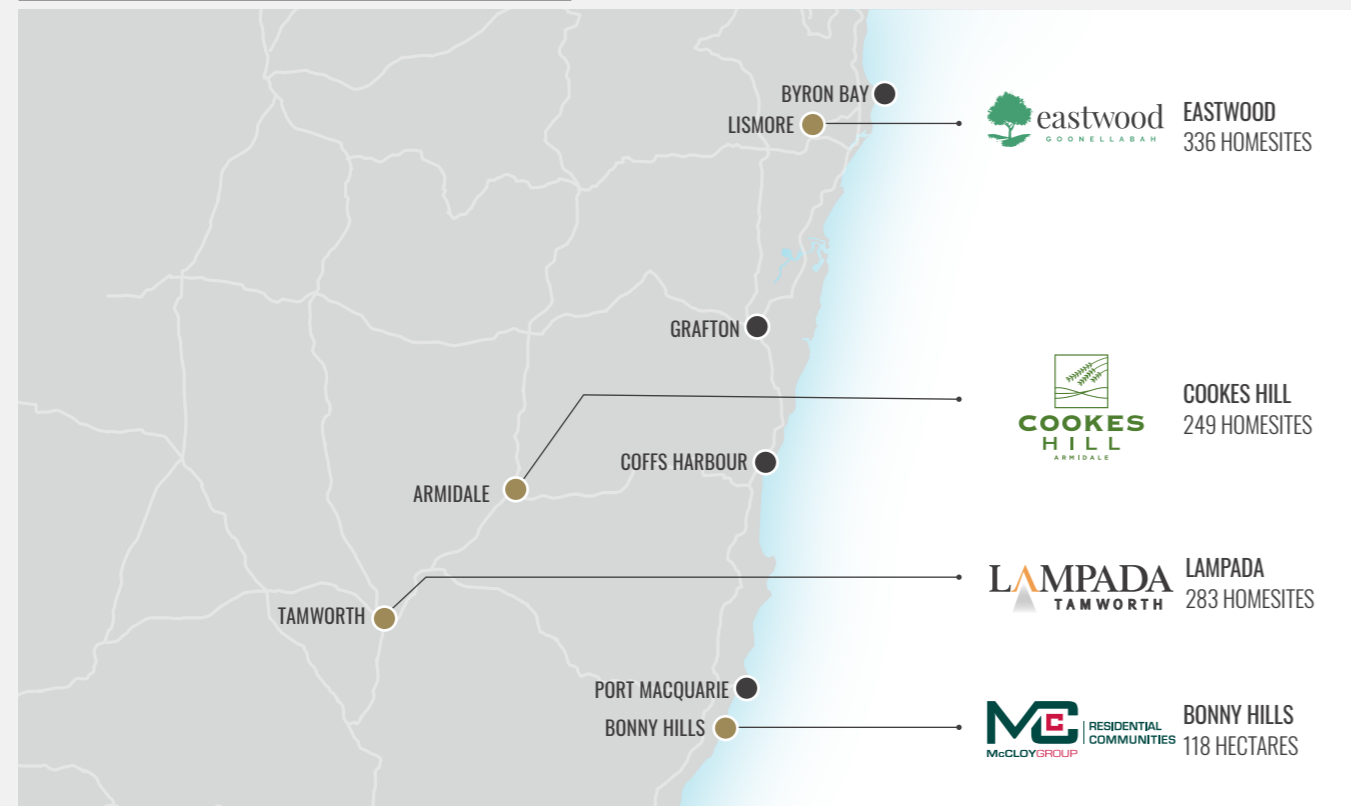 BYRON BAY
LISMORE
eastwood
GOONELLABAH
EASTWOOD
336 HOMESITES
GRAFTON
COOKES
HILL
ARMIDALE
COOKES HILL
249 HOMESITES
COFFS HARBOUR
ARMIDALE
LAMPADA
TAMWORTH
LAMPADA
283 HOMESITES
TAMWORTH
PORT MACQUARIE
BONNY HILLS
MCC
McCLOYGROUP
RESIDENTIAL
COMMUNITIES
BONNY HILLS
118 HECTARES